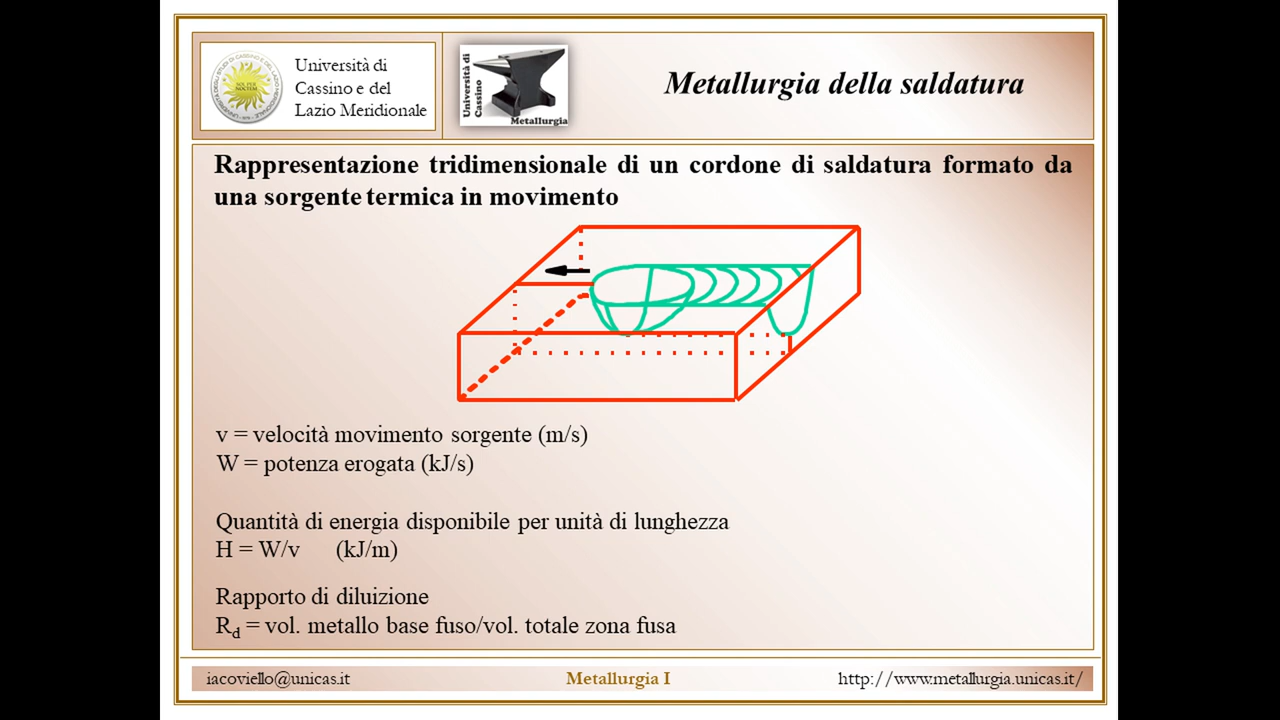 Università di
Cassino e del
Lazio Meridionale
Università di
Cassino
Metallurgia
Metallurgia della saldatura
Rappresentazione tridimensionale di un cordone di saldatura formato da
una sorgente termica in movimento
v = velocità movimento sorgente (m/s)
W = potenza erogata (kJ/s)
Quantità di energia disponibile per unità di lunghezza
H = W/v (kJ/m)
Rapporto di diluizione
Rd = vol. metallo base fuso/vol. totale zona fusa
iacoviello@unicas.it
Metallurgia I
http://www.metallurgia.unicas.it/